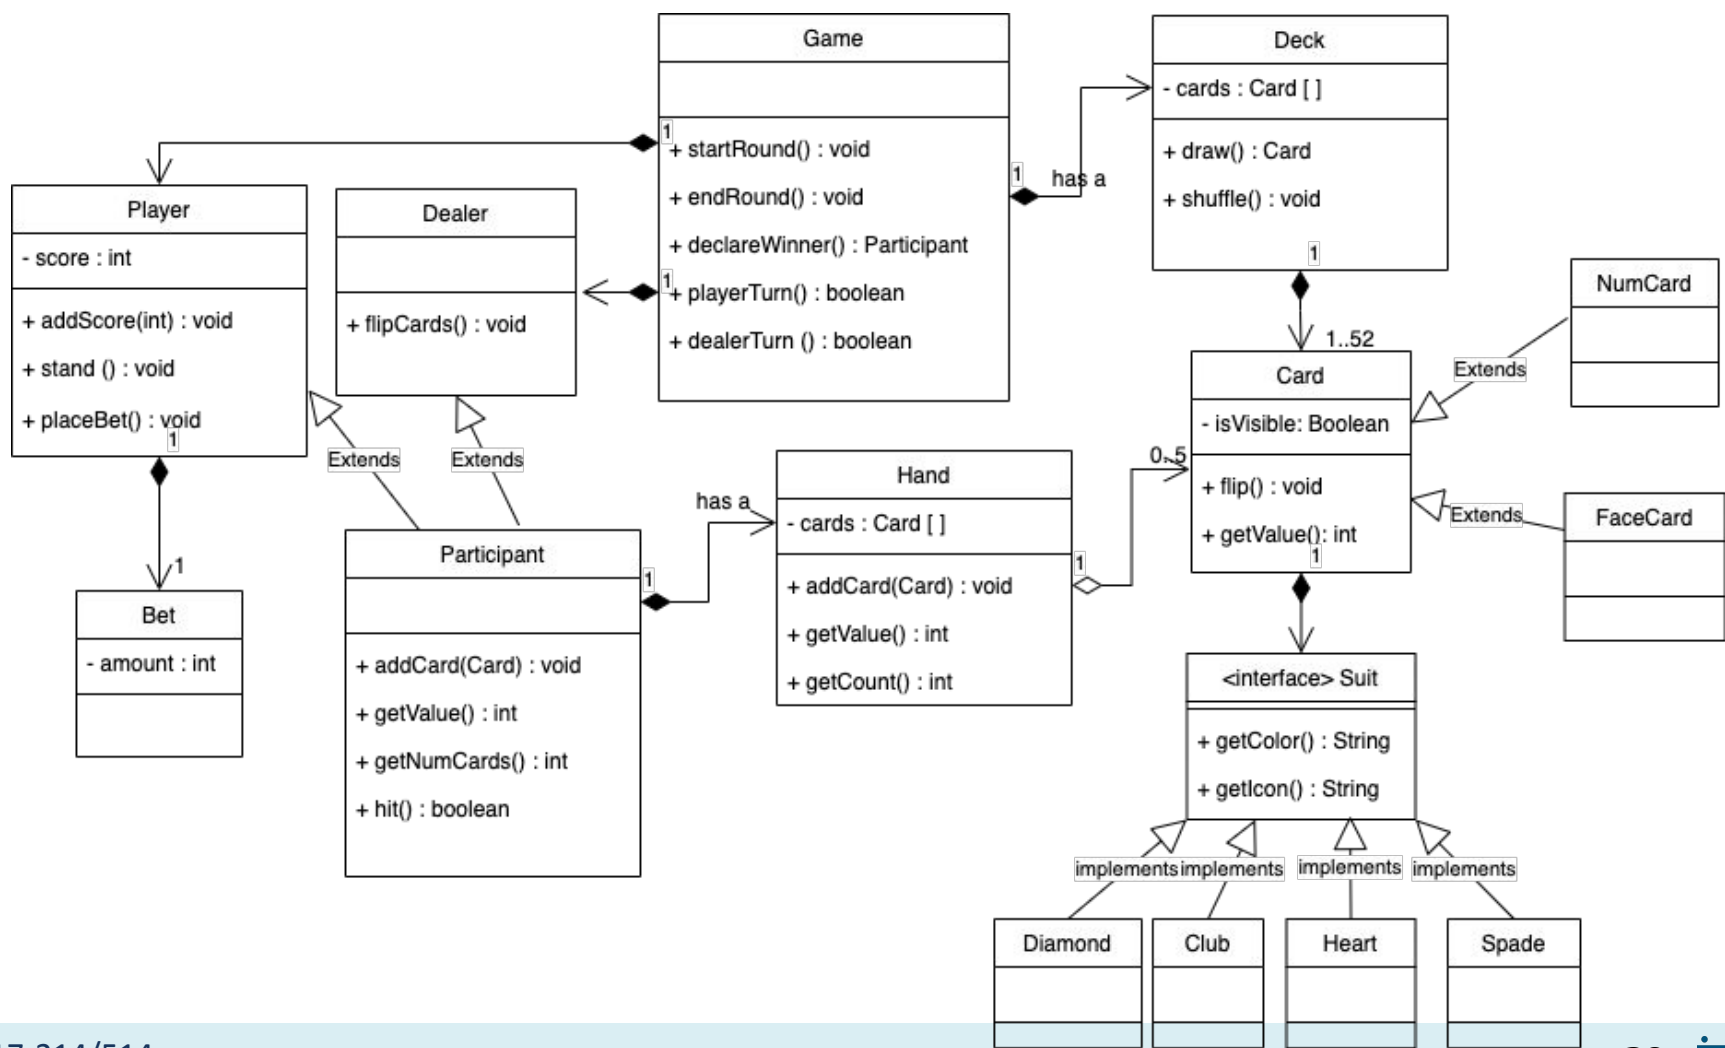 Game
+ startRound() : void
+ endRound() : void
+ declareWinner() : Participant
+ playerTurn() : boolean
+ dealerTurn () : boolean
1
1
1
has a
Deck
- cards : Card [ ]
+ draw() : Card
+ shuffle() : void
1
1..52
Player
- score : int
+ addScore(int) : void
+ stand () : void
+ placeBet() : void
1
1
Dealer
+ flipCards() : void
Extends
Extends
Bet
- amount : int
Participant
+ addCard(Card) : void
+ getValue() : int
+ getNumCards() : int
+ hit() : boolean
1
has a
Hand
- cards : Card [ ]
+ addCard(Card) : void
+ getValue() : int
+ getCount() : int
1
0..5
Card
- isVisible: Boolean
+ flip() : void
+ getValue(): int
1
NumCard
Extends
FaceCard
Extends
<interface> Suit
+ getColor() : String
+ getIcon() : String
implements
implements
implements
implements
Diamond
Club
Heart
Spade